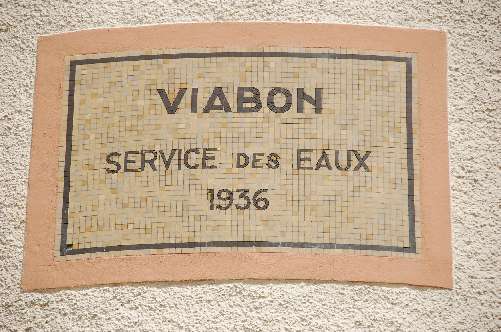 VIABON
SERVICE DES EAUX
1936